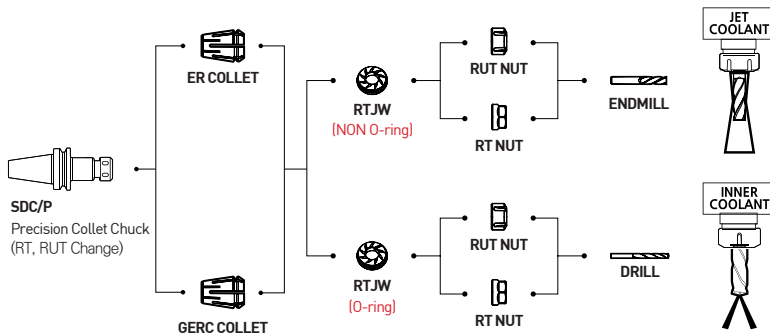 ER COLLET
RTJW
(NON O-ring)
RUT NUT
RT NUT
ENDMILL
JET
COOLANT
SDC/P
Precision Collet Chuck
(RT, RUT Change)
GERC COLLET
RTJW
(O-ring)
RUT NUT
RT NUT
DRILL
INNER
COOLANT